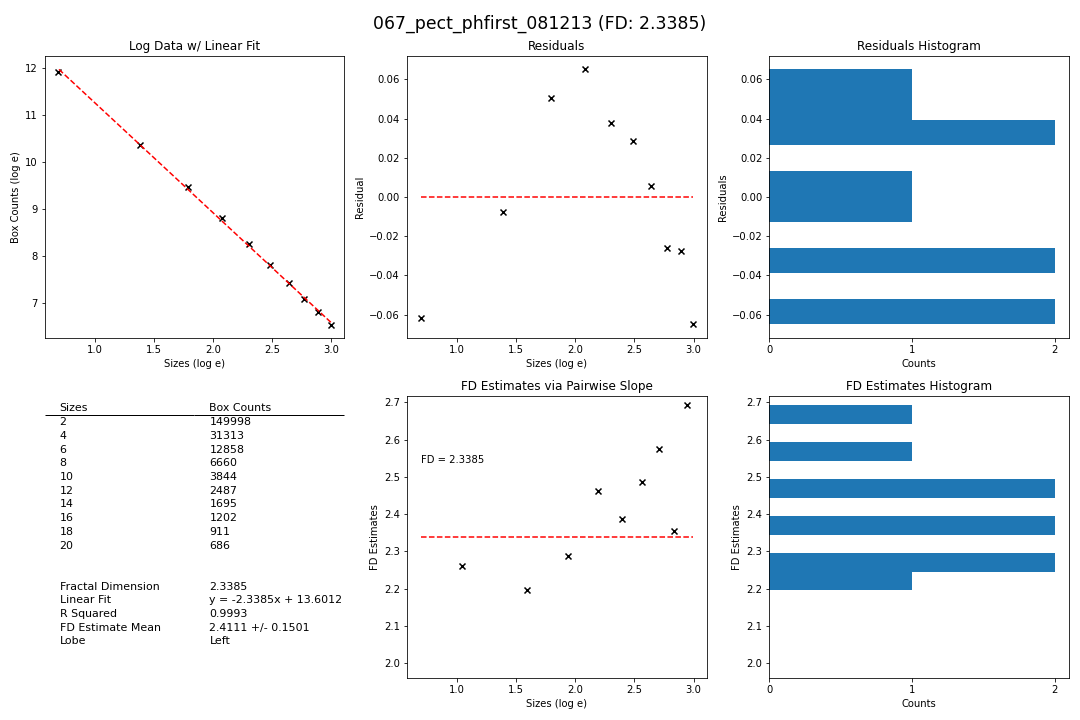 067_pect_phfirst_081213 (FD: 2.3385)
Log Data w/ Linear Fit
Box Counts (log e)
12
11
10
9
8
7
1.0 1.5 2.0 2.5 3.0
Sizes (log e)
Residuals
Residual
0.06
0.04
0.02
0.00
−0.02
−0.04
−0.06
1.0 1.5 2.0 2.5 3.0
Sizes (log e)
Residuals Histogram
Residuals
0.06
0.04
0.02
0.00
−0.02
−0.04
−0.06
0 1 2
Counts
Sizes Box Counts
2 149998
4 31313
6 12858
8 6660
10 3844
12 2487
14 1695
16 1202
18 911
20 686
Fractal Dimension 2.3385
Linear Fit y = -2.3385x + 13.6012
R Squared 0.9993
FD Estimate Mean 2.4111 +/- 0.1501
Lobe Left
FD Estimates via Pairwise Slope
FD Estimates
2.7
2.6
2.5
2.4
2.3
2.2
2.1
2.0
FD = 2.3385
1.0 1.5 2.0 2.5 3.0
Sizes (log e)
FD Estimates Histogram
FD Estimates
2.7
2.6
2.5
2.4
2.3
2.2
2.1
2.0
0 1 2
Counts